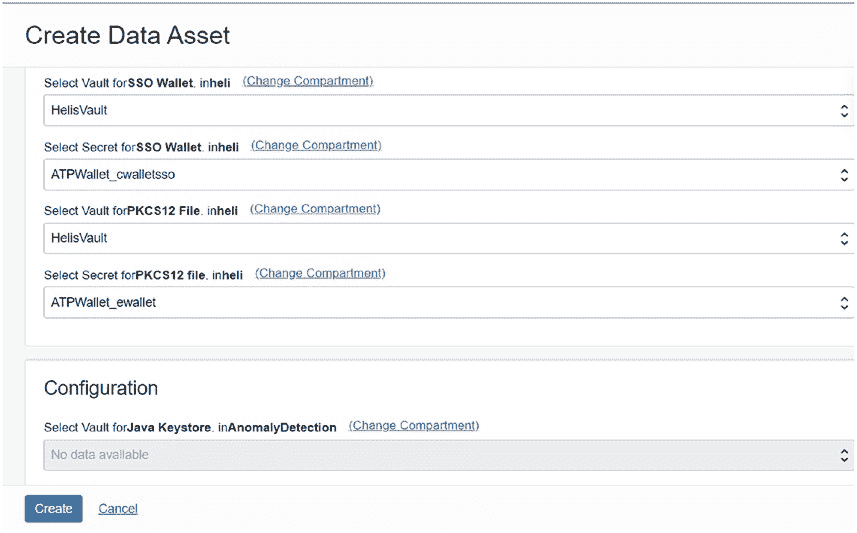 Create Data Asset
Select Vault forSSO Wallet. inheli (Change Compartment)
HelisVault
Select Secret forSSO Wallet. inheli (Change Compartment)
ATPWallet_cwalletsso
Select Vault forPKCS12 File. inheli (Change Compartment)
HelisVault
Select Secret forPKCS12 file. inheli (Change Compartment)
ATPWallet_ewallet
Configuration
Select Vault forJava Keystore. inAnomalyDetection (Change Compartment)
No data available
Create Cancel